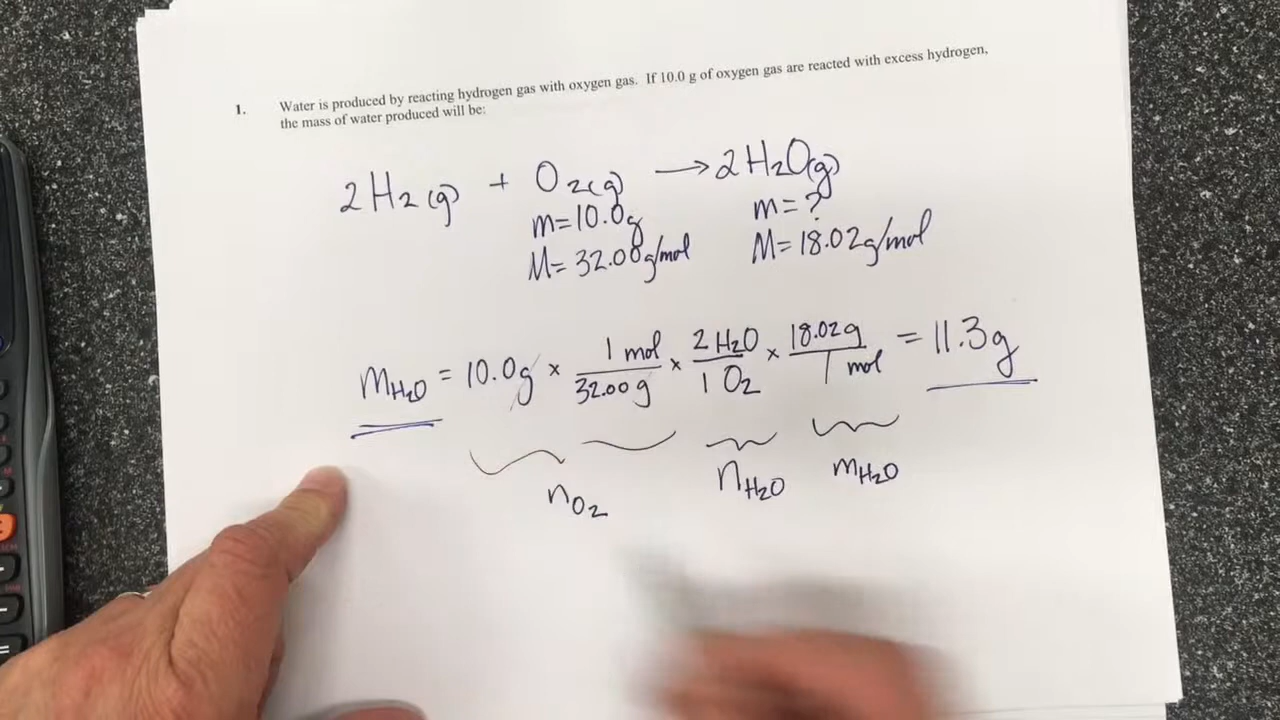 1. Water is produced by reacting hydrogen gas with oxygen gas. If 10.0 g of oxygen gas are reacted with excess hydrogen,
the mass of water produced will be:
2H₂(g) + O₂(g) → 2H₂O(g)
m=10.0g m=?
M=32.00g/mol M=18.02g/mol
mH₂O = 10.0g × 1 mol/32.00g × 2 H₂O/1 O₂ × 18.02g/1 mol = 11.3g
nO₂ nH₂O mH₂O